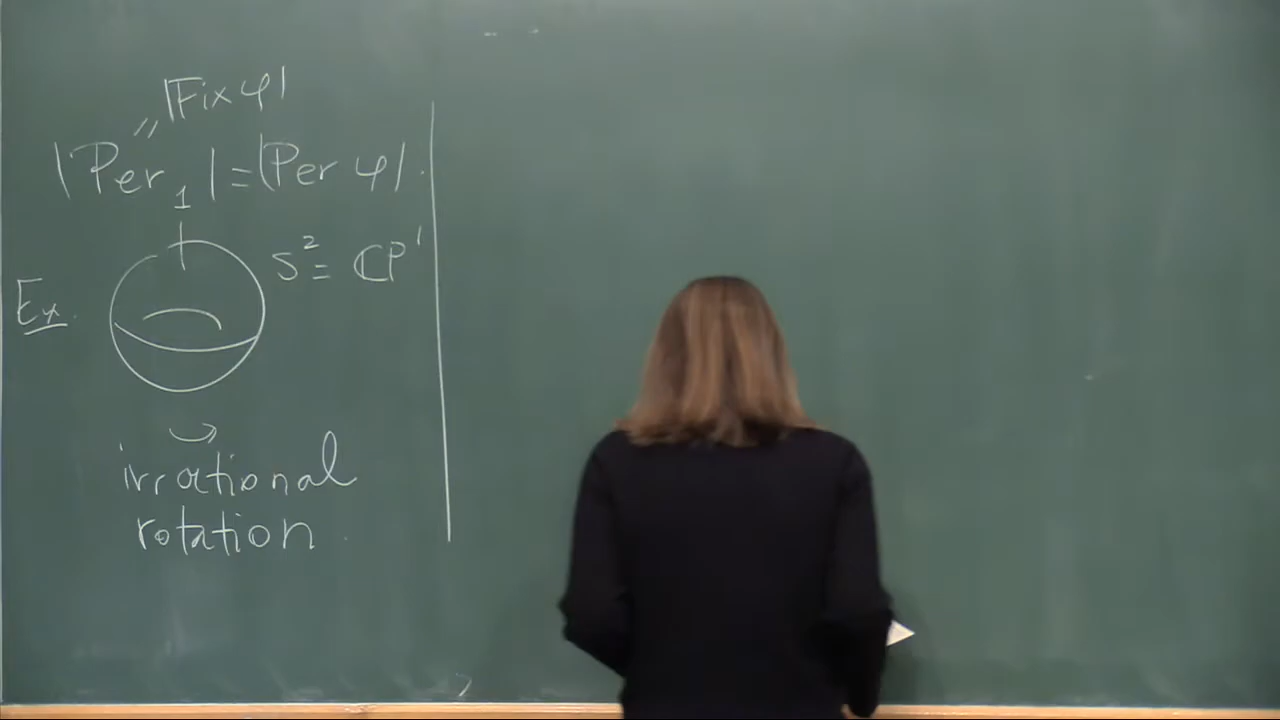 |Fix φ|
"
|Per₁| = |Per φ|.
S² = ℂP¹
Ex.
irrational
rotation.